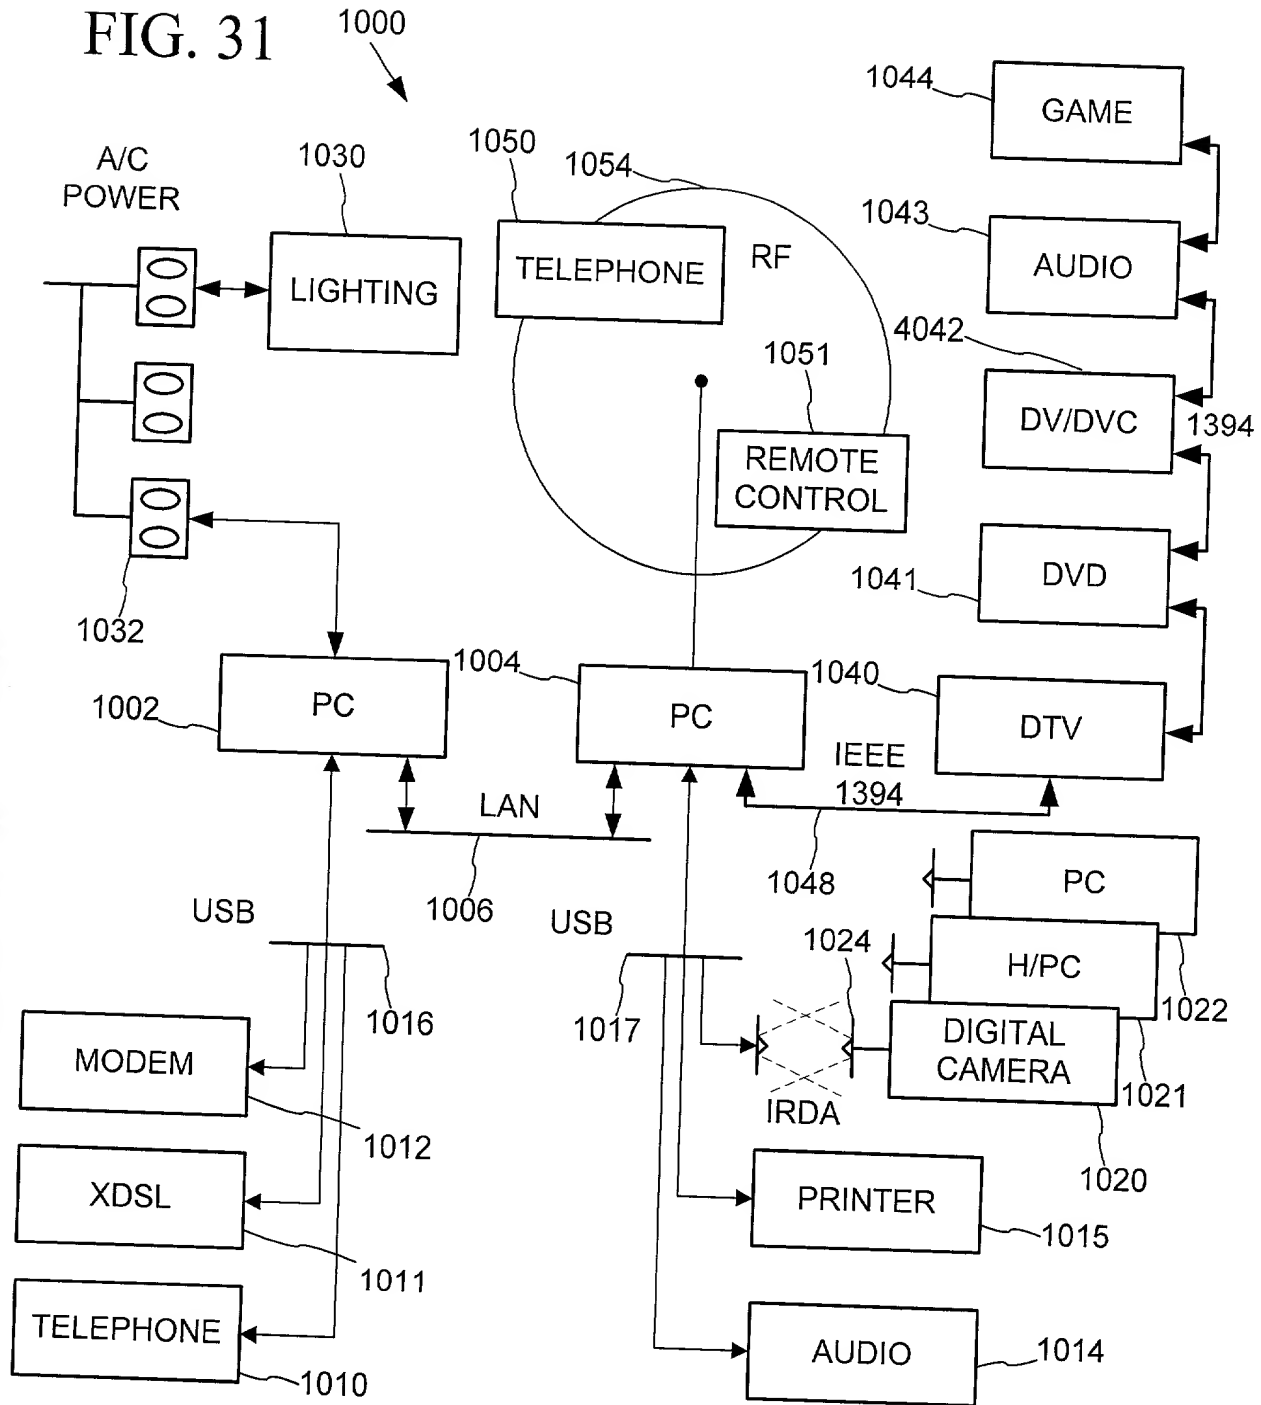 FIG. 31
1000
1044
GAME
A/C
POWER
1030
1050
1054
1043
AUDIO
LIGHTING
TELEPHONE
RF
4042
DV/DVC
1394
1051
REMOTE
CONTROL
1041
DVD
1032
1004
1040
1002
PC
PC
DTV
IEEE
1394
LAN
1006
1048
PC
USB
USB
1024
H/PC
1022
1016
1017
DIGITAL
CAMERA
1021
MODEM
IRDA
1012
1020
XDSL
PRINTER
1015
1011
TELEPHONE
1010
AUDIO
1014